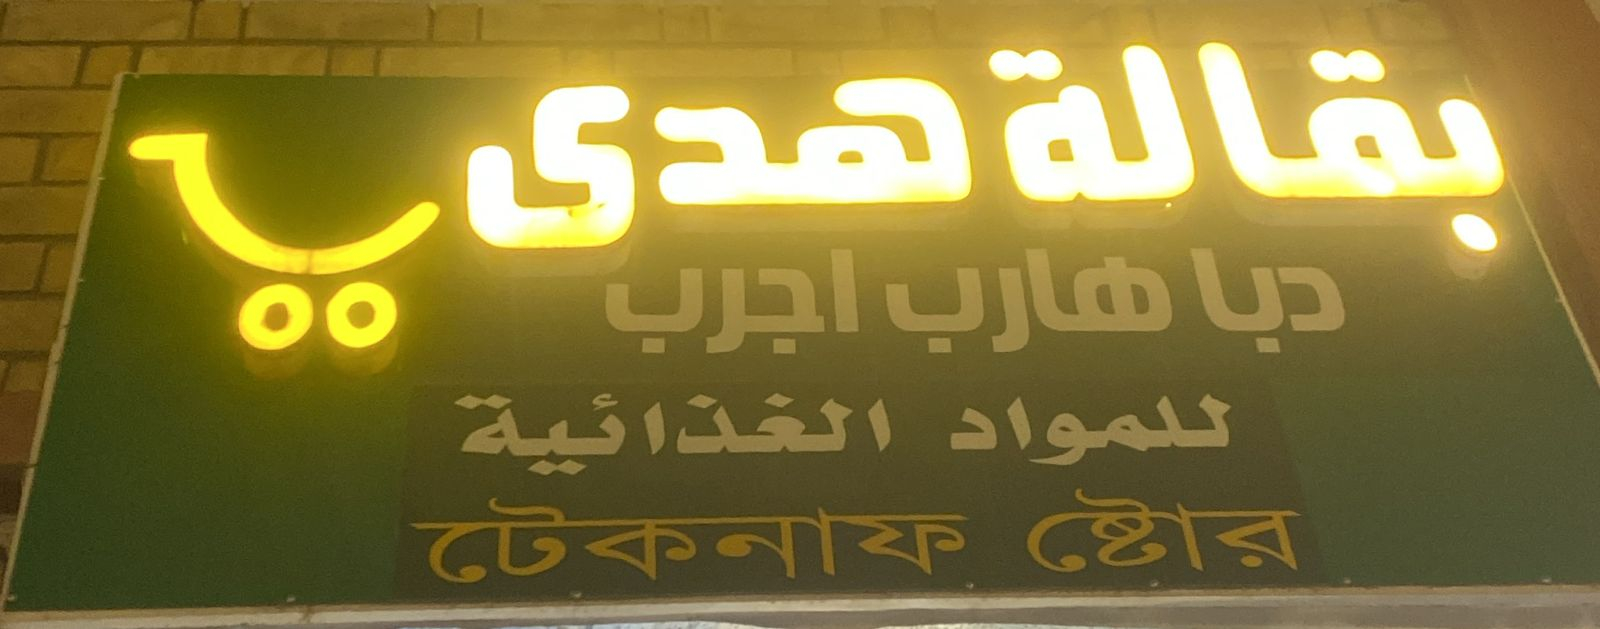 بقالة هدى
دبا هارب اجرب
للمواد الغذائية
টেকনাফ ষ্টোর